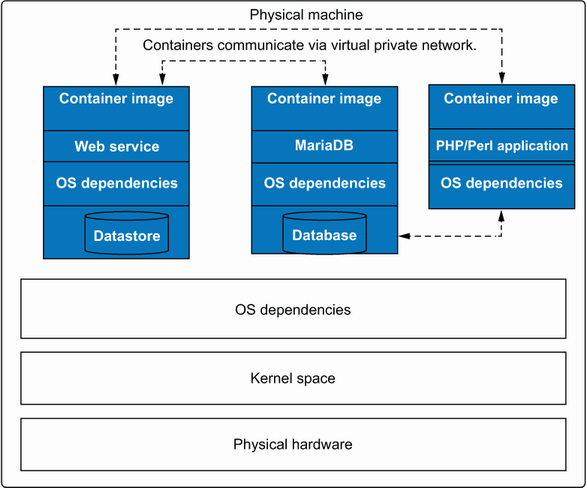 Physical machine
Containers communicate via virtual private network.
Container image
Web service
OS dependencies
Datastore
Container image
MariaDB
OS dependencies
Database
Container image
PHP/Perl application
OS dependencies
OS dependencies
Kernel space
Physical hardware